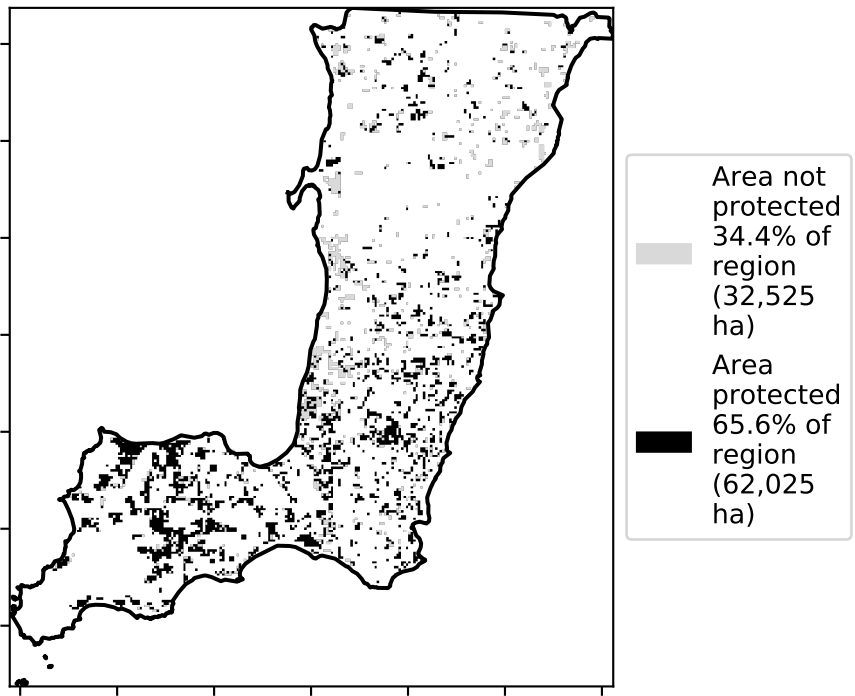 Area not
protected
34.4% of
region
(32,525
ha)
Area
protected
65.6% of
region
(62,025
ha)